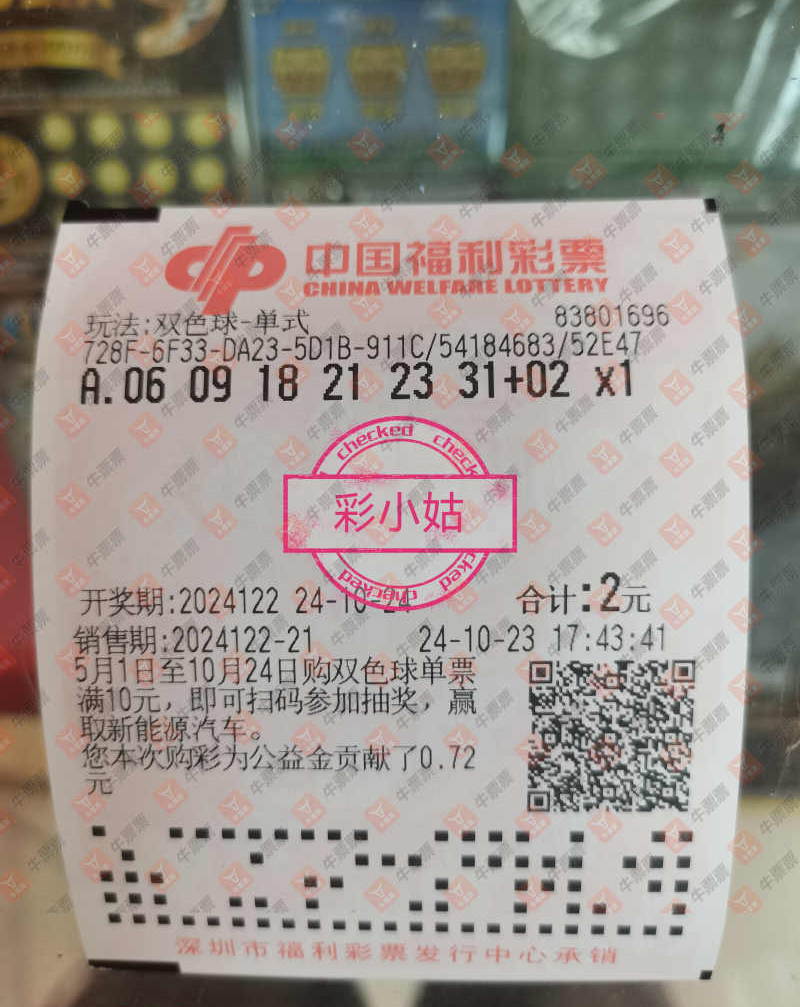 中国福利彩票
CHINA WELFARE LOTTERY
玩法:双色球-单式 83801696
728F-6F33-DA23-5D1B-911C/54184683/52E47
A.06 09 18 21 23 31+02 x1
checked checked
彩小姑
checked checked
开奖期:2024122 24-10-24 合计:2元
销售期:2024122-21 24-10-23 17:43:41
5月1日至10月24日购双色球单票
满10元，即可扫码参加抽奖，赢
取新能源汽车。
您本次购彩为公益金贡献了0.72
元
深圳市福利彩票发行中心承销
牛票票